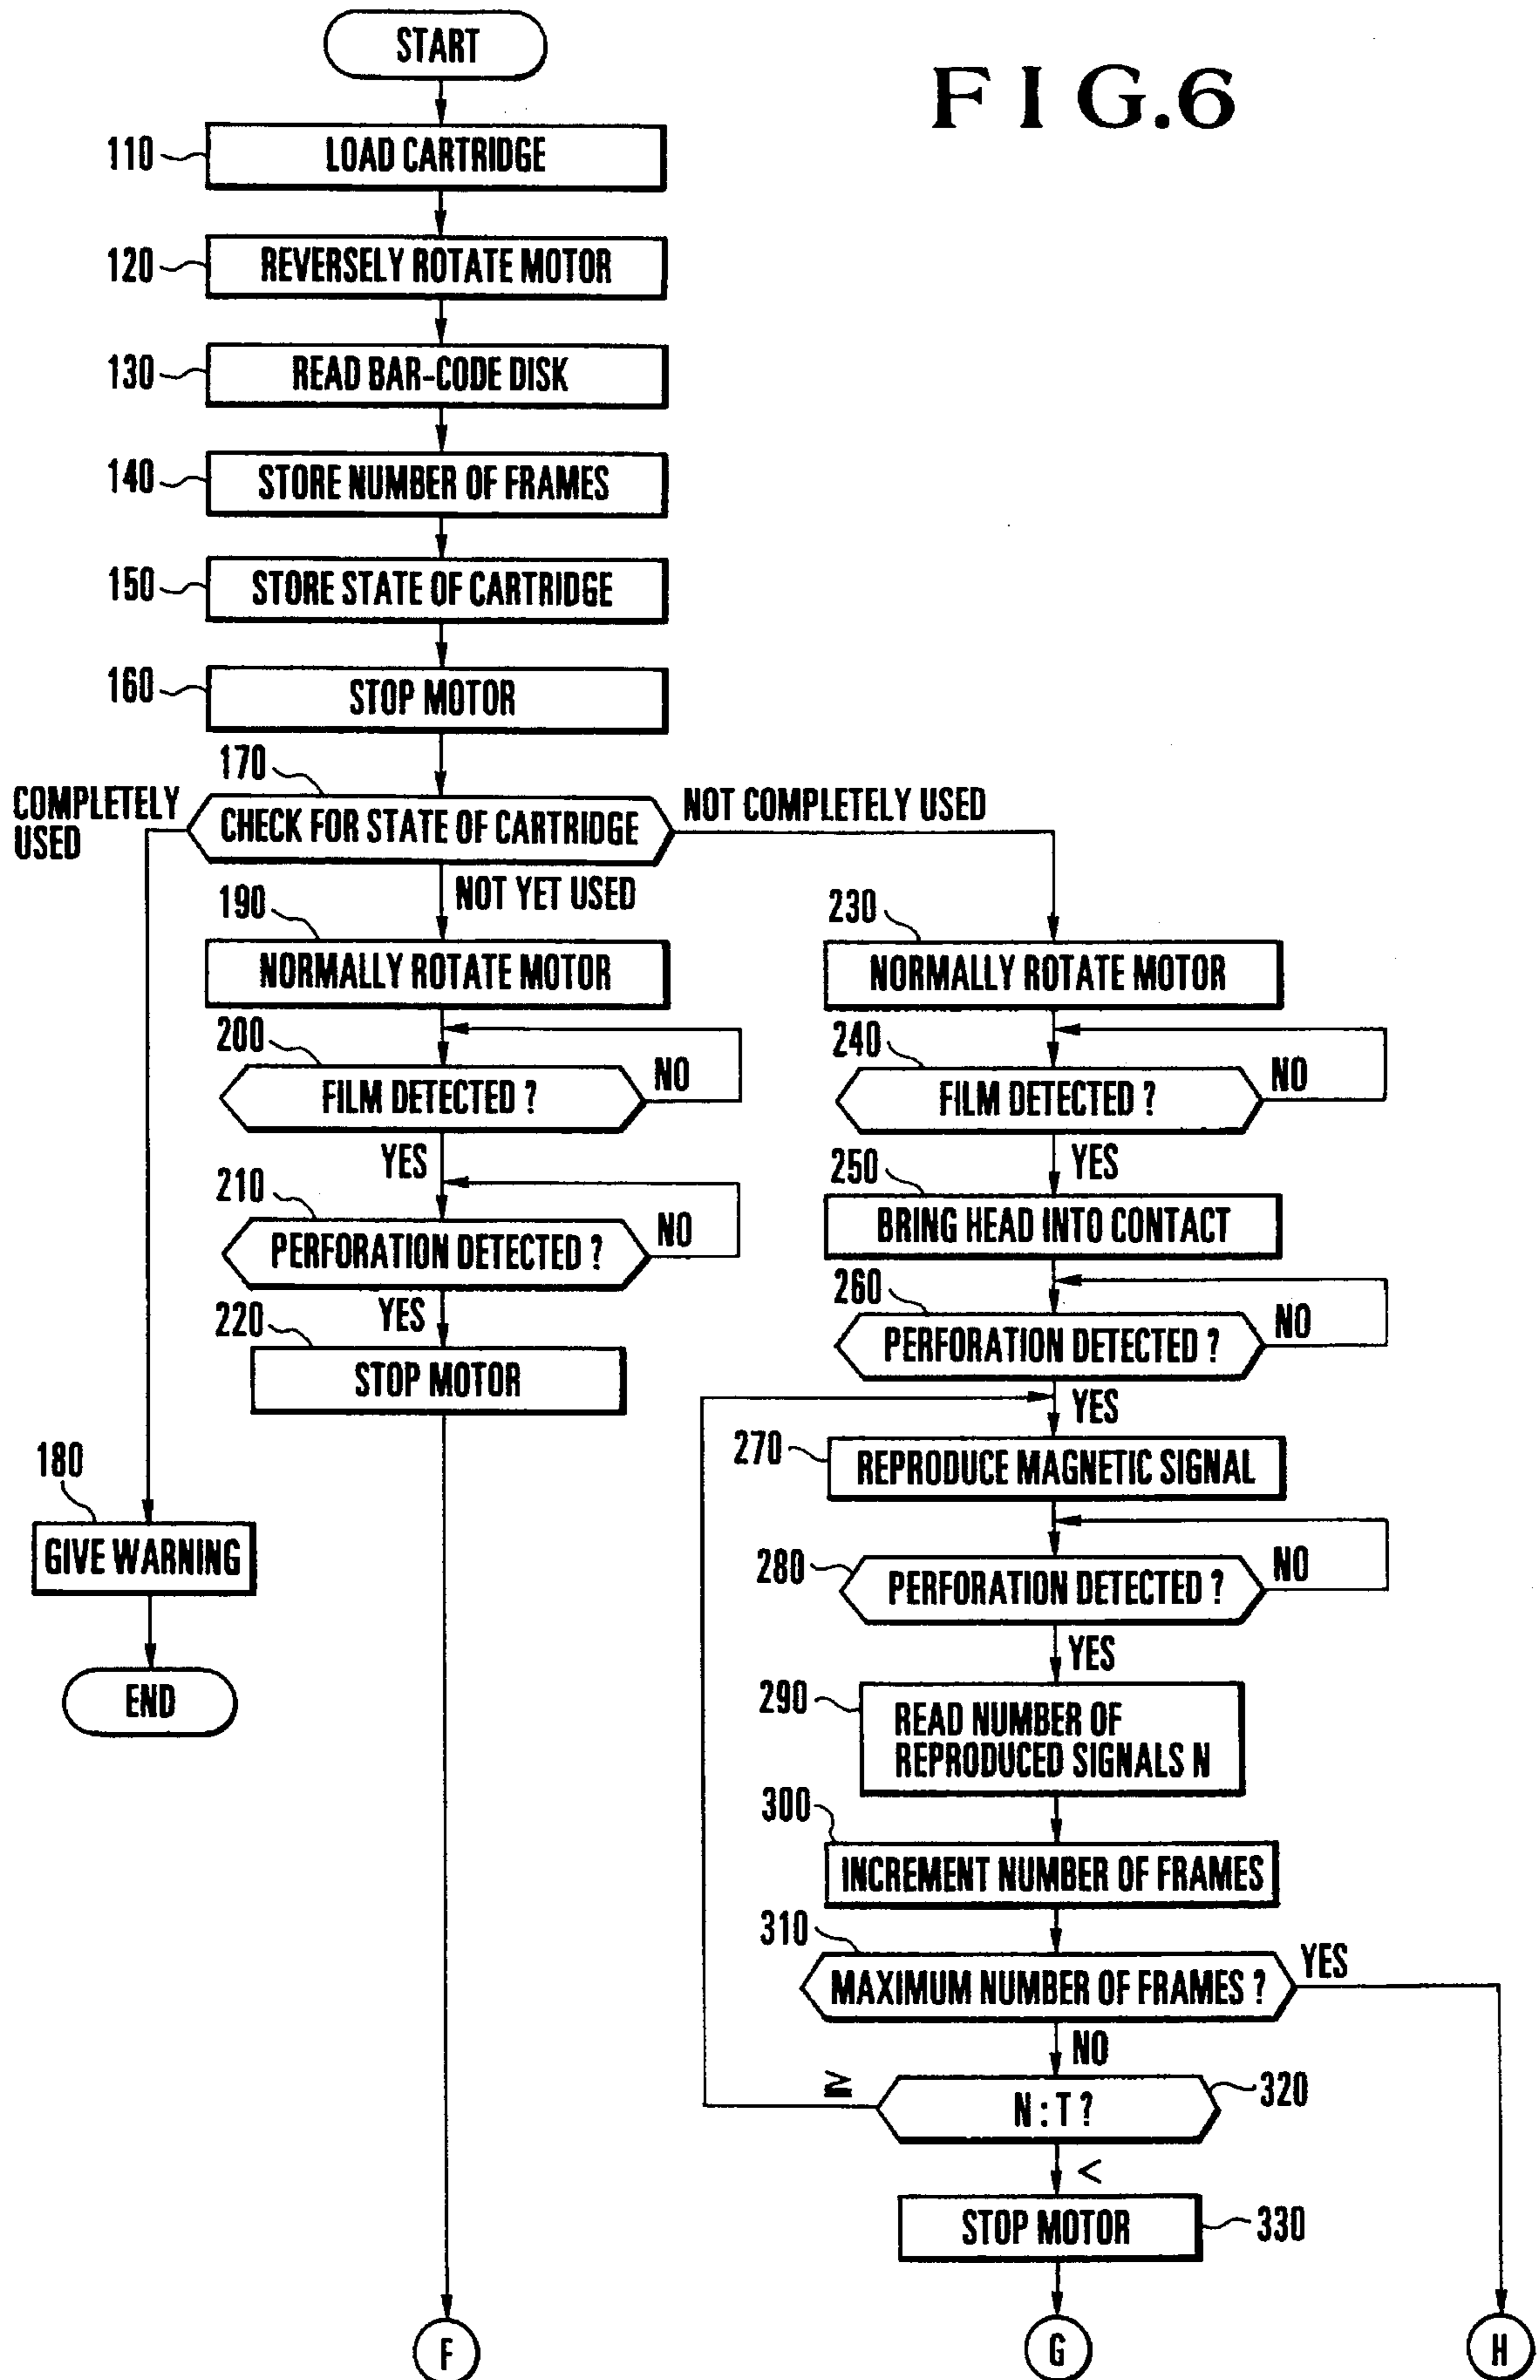 FIG.6
START
110
LOAD CARTRIDGE
120
REVERSELY ROTATE MOTOR
130
READ BAR-CODE DISK
140
STORE NUMBER OF FRAMES
150
STORE STATE OF CARTRIDGE
160
STOP MOTOR
170
COMPLETELY
USED
CHECK FOR STATE OF CARTRIDGE
NOT COMPLETELY USED
NOT YET USED
190
NORMALLY ROTATE MOTOR
200
FILM DETECTED ?
NO
YES
210
PERFORATION DETECTED ?
NO
YES
220
STOP MOTOR
180
GIVE WARNING
END
230
NORMALLY ROTATE MOTOR
240
FILM DETECTED ?
NO
YES
250
BRING HEAD INTO CONTACT
260
PERFORATION DETECTED ?
NO
YES
270
REPRODUCE MAGNETIC SIGNAL
280
PERFORATION DETECTED ?
NO
YES
290
READ NUMBER OF
REPRODUCED SIGNALS N
300
INCREMENT NUMBER OF FRAMES
310
MAXIMUM NUMBER OF FRAMES ?
YES
NO
≧
N : T ?
320
<
STOP MOTOR
330
F
G
H